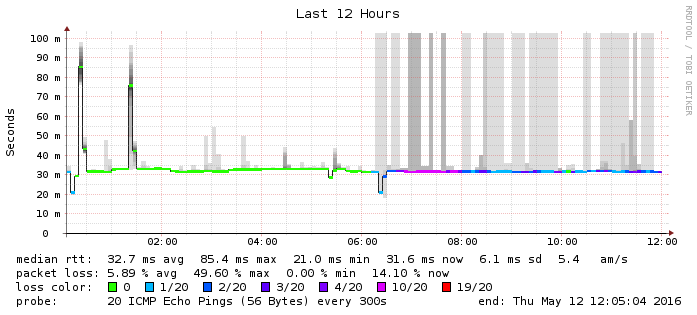 Last 12 Hours
RRDTOOL / TOBI OETIKER
Seconds
100 m
90 m
80 m
70 m
60 m
50 m
40 m
30 m
20 m
10 m
0
02:00 04:00 06:00 08:00 10:00 12:00
median rtt: 32.7 ms avg 85.4 ms max 21.0 ms min 31.6 ms now 6.1 ms sd 5.4 am/s
packet loss: 5.89 % avg 49.60 % max 0.00 % min 14.10 % now
loss color: 0 1/20 2/20 3/20 4/20 10/20 19/20
probe: 20 ICMP Echo Pings (56 Bytes) every 300s end: Thu May 12 12:05:04 2016